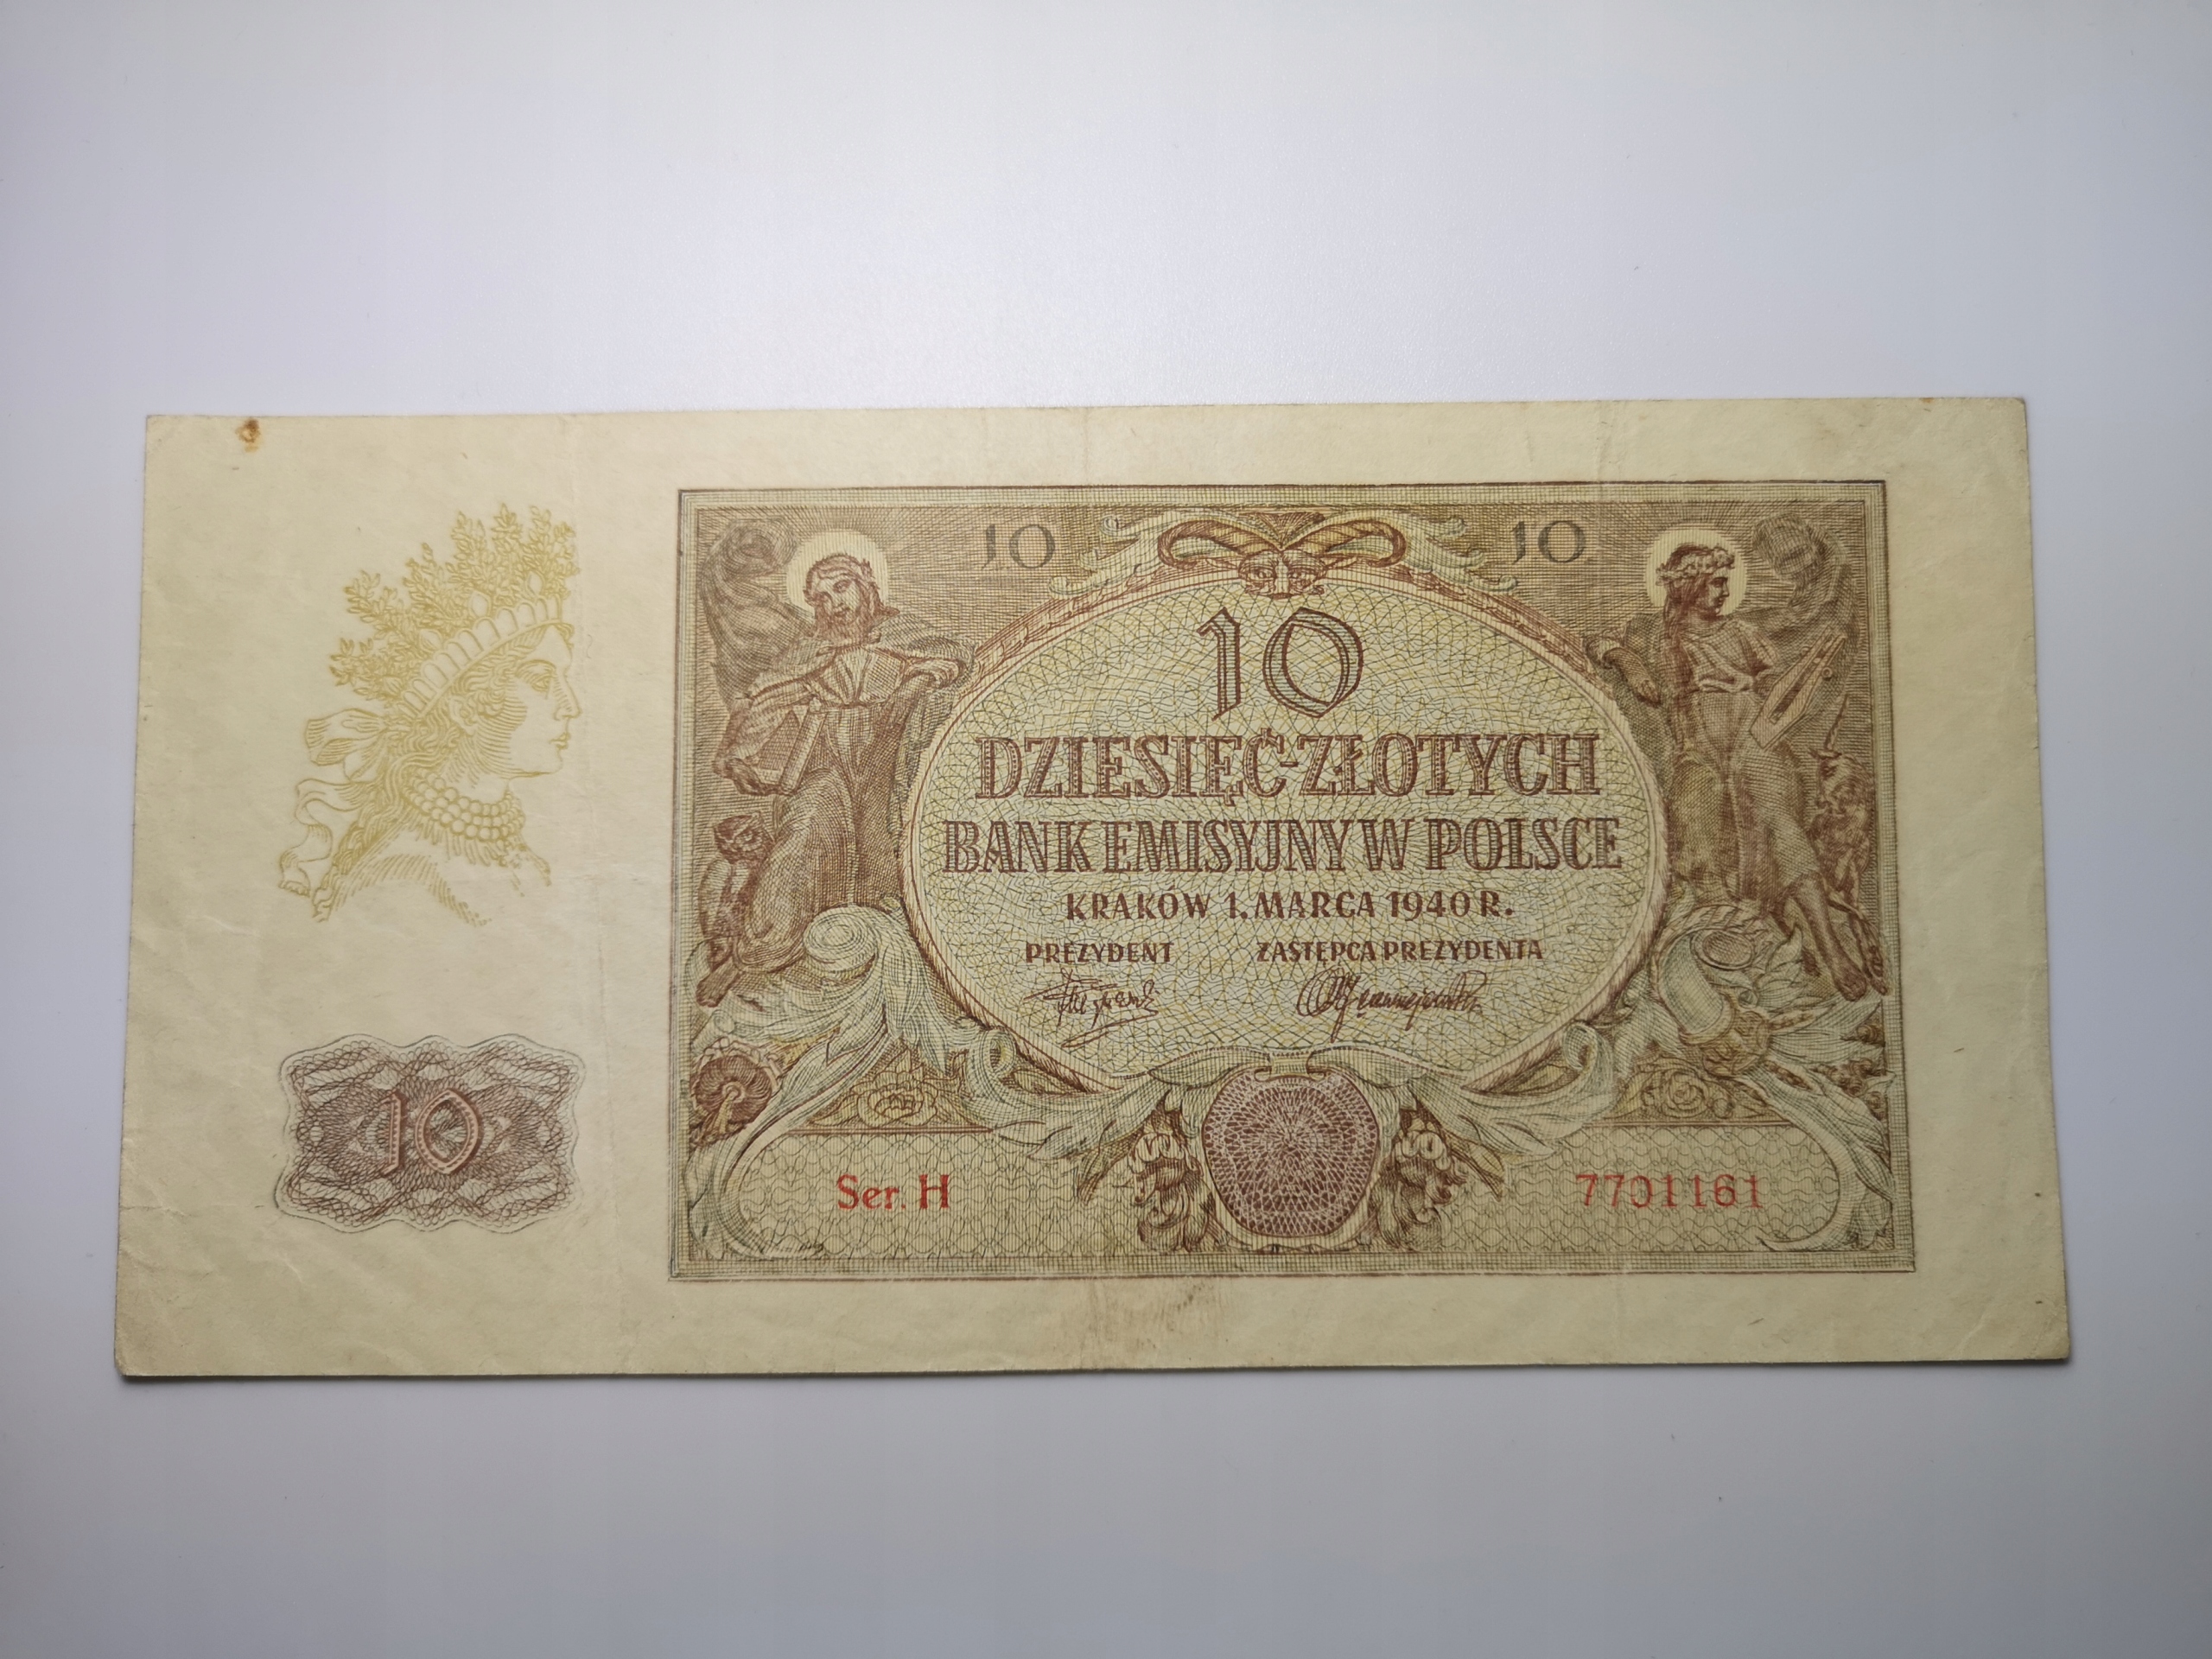 10 10
10
DZIESIĘĆ-ZŁOTYCH
BANK EMISYJNY W POLSCE
KRAKÓW 1. MARCA 1940 R.
PREZYDENT ZASTĘPCA PREZYDENTA
10
Ser. H 7701161